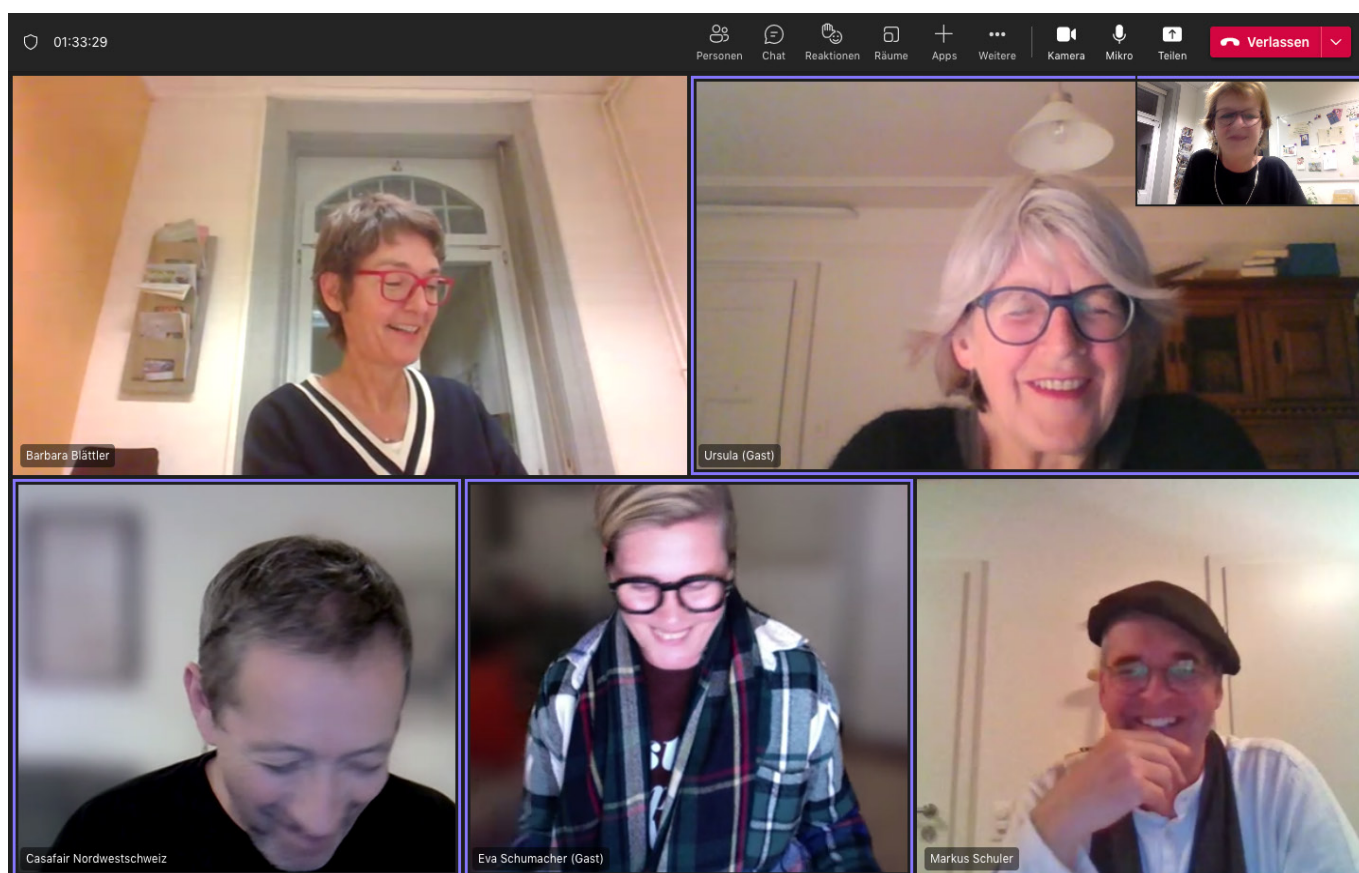 01:33:29
Personen
Chat
Reaktionen
Räume
Apps
Weitere
Kamera
Mikro
Teilen
Verlassen
Barbara Blättler
Ursula (Gast)
Casafair Nordwestschweiz
Eva Schumacher (Gast)
Markus Schuler